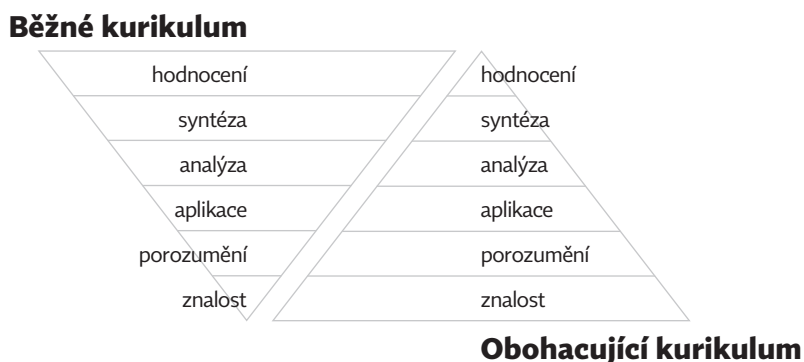 Běžné kurikulum
hodnocení
syntéza
analýza
aplikace
porozumění
znalost
hodnocení
syntéza
analýza
aplikace
porozumění
znalost
Obohacující kurikulum